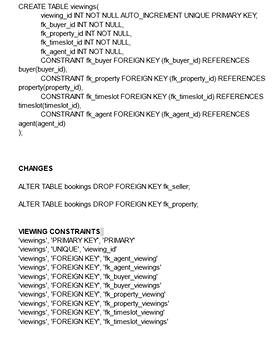 CREATE TABLE viewings(
viewing_id INT NOT NULL AUTO_INCREMENT UNIQUE PRIMARY KEY,
fk_buyer_id INT NOT NULL,
fk_property_id INT NOT NULL,
fk_timeslot_id INT NOT NULL,
fk_agent_id INT NOT NULL,
CONSTRAINT fk_buyer FOREIGN KEY (fk_buyer_id) REFERENCES
buyer(buyer_id),
CONSTRAINT fk_property FOREIGN KEY (fk_property_id) REFERENCES
property(property_id),
CONSTRAINT fk_timeslot FOREIGN KEY (fk_timeslot_id) REFERENCES
timeslot(timeslot_id),
CONSTRAINT fk_agent FOREIGN KEY (fk_agent_id) REFERENCES
agent(agent_id)
);
CHANGES
ALTER TABLE bookings DROP FOREIGN KEY fk_seller;
ALTER TABLE bookings DROP FOREIGN KEY fk_property;
VIEWING CONSTRAINTS
'viewings', 'PRIMARY KEY', 'PRIMARY'
'viewings', 'UNIQUE', 'viewing_id'
'viewings', 'FOREIGN KEY', 'fk_agent_viewing'
'viewings', 'FOREIGN KEY', 'fk_agent_viewings'
'viewings', 'FOREIGN KEY', 'fk_buyer_viewing'
'viewings', 'FOREIGN KEY', 'fk_buyer_viewings'
'viewings', 'FOREIGN KEY', 'fk_property_viewing'
'viewings', 'FOREIGN KEY', 'fk_property_viewings'
'viewings', 'FOREIGN KEY', 'fk_timeslot_viewing'
'viewings', 'FOREIGN KEY', 'fk_timeslot_viewings'